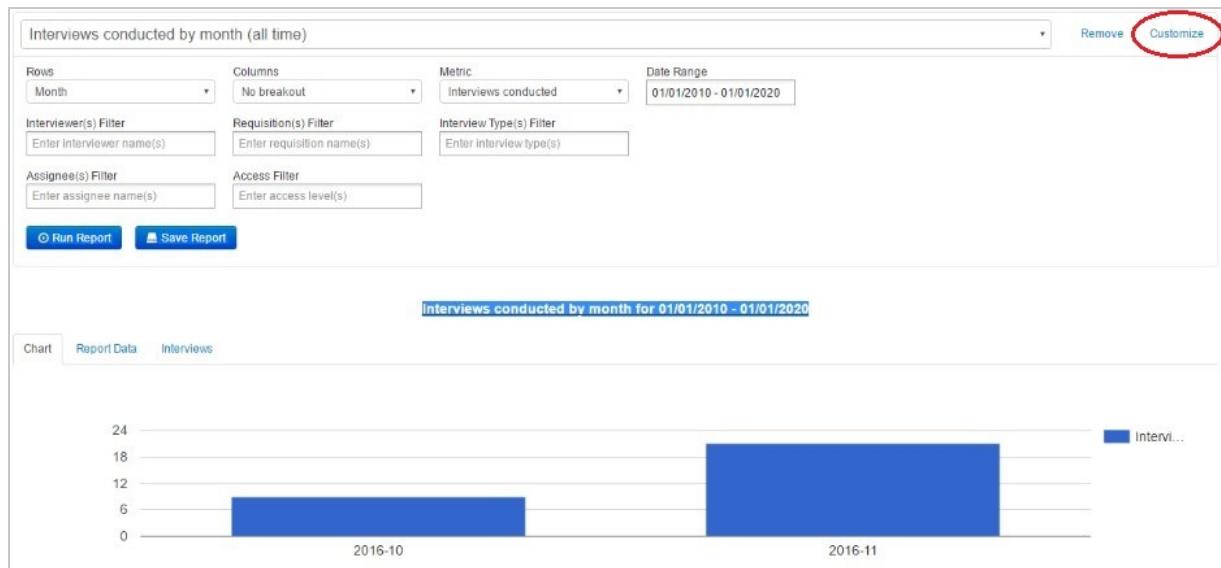 Interviews conducted by month (all time)
Remove
Customize
Rows
Columns
Metric
Date Range
Month
No breakout
Interviews conducted
01/01/2010 - 01/01/2020
Interviewer(s) Filter
Requisition(s) Filter
Interview Type(s) Filter
Enter interviewer name(s)
Enter requisition name(s)
Enter interview type(s)
Assignee(s) Filter
Access Filter
Enter assignee name(s)
Enter access level(s)
Run Report
Save Report
Interviews conducted by month for 01/01/2010 - 01/01/2020
Chart
Report Data
Interviews
24
18
12
6
0
Intervi...
2016-10
2016-11